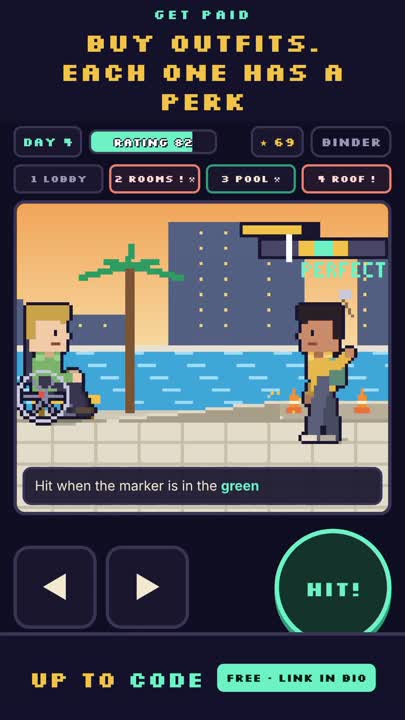 GET PAID
BUY OUTFITS.
EACH ONE HAS A
PERK
DAY 4
RATING 82
★ 69
BINDER
1 LOBBY
2 ROOMS !
3 POOL
4 ROOF !
PERFECT
Hit when the marker is in the green
◀ ▶
HIT!
UP TO CODE
FREE - LINK IN BIO